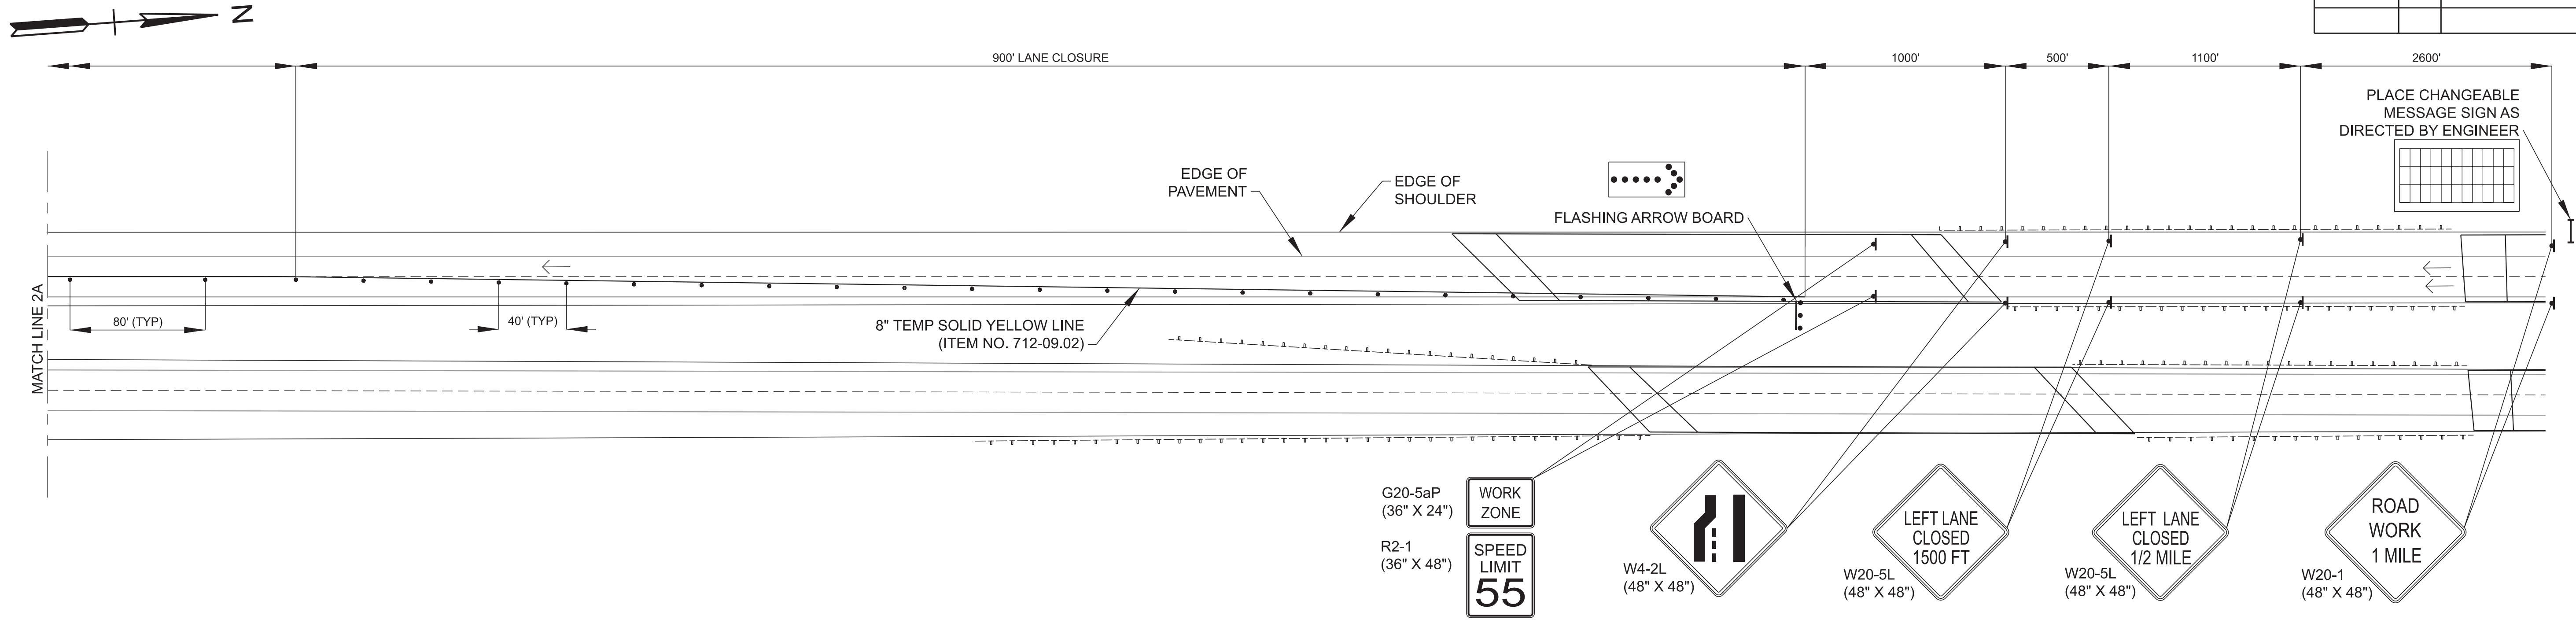 N
900' LANE CLOSURE
1000'
500'
1100'
2600'
PLACE CHANGEABLE
MESSAGE SIGN AS
DIRECTED BY ENGINEER
EDGE OF
PAVEMENT
EDGE OF
SHOULDER
FLASHING ARROW BOARD
MATCH LINE 2A
80' (TYP)
40' (TYP)
8" TEMP SOLID YELLOW LINE
(ITEM NO. 712-09.02)
G20-5aP
(36" X 24")
WORK
ZONE
R2-1
(36" X 48")
SPEED
LIMIT
55
W4-2L
(48" X 48")
LEFT LANE
CLOSED
1500 FT
W20-5L
(48" X 48")
LEFT LANE
CLOSED
1/2 MILE
W20-5L
(48" X 48")
ROAD
WORK
1 MILE
W20-1
(48" X 48")